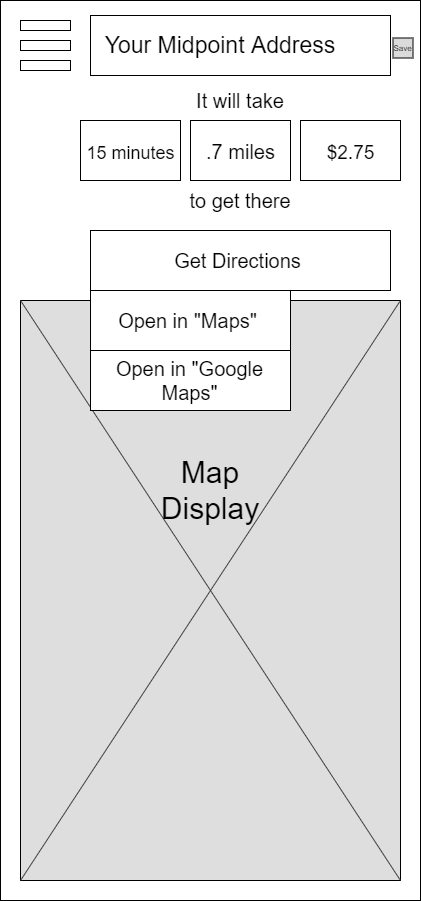 Your Midpoint Address
Save
It will take
15 minutes
.7 miles
$2.75
to get there
Get Directions
Open in "Maps"
Open in "Google
Maps"
Map
Display